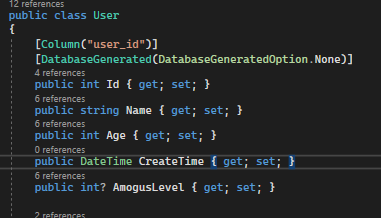 12 references
public class User
{
[Column("user_id")]
[DatabaseGenerated(DatabaseGeneratedOption.None)]
4 references
public int Id { get; set; }
6 references
public string Name { get; set; }
6 references
public int Age { get; set; }
0 references
public DateTime CreateTime { get; set; }
6 references
public int? AmogusLevel { get; set; }
2 references